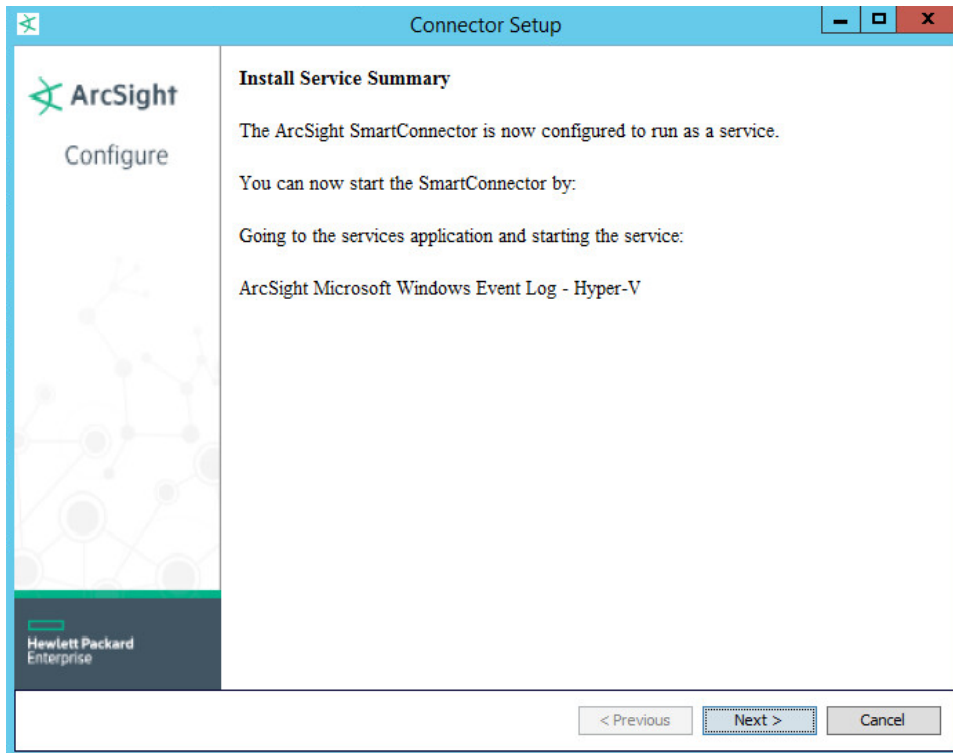 Connector Setup
ArcSight
Configure
Install Service Summary
The ArcSight SmartConnector is now configured to run as a service.
You can now start the SmartConnector by:
Going to the services application and starting the service:
ArcSight Microsoft Windows Event Log - Hyper-V
Hewlett Packard
Enterprise
< Previous
Next >
Cancel